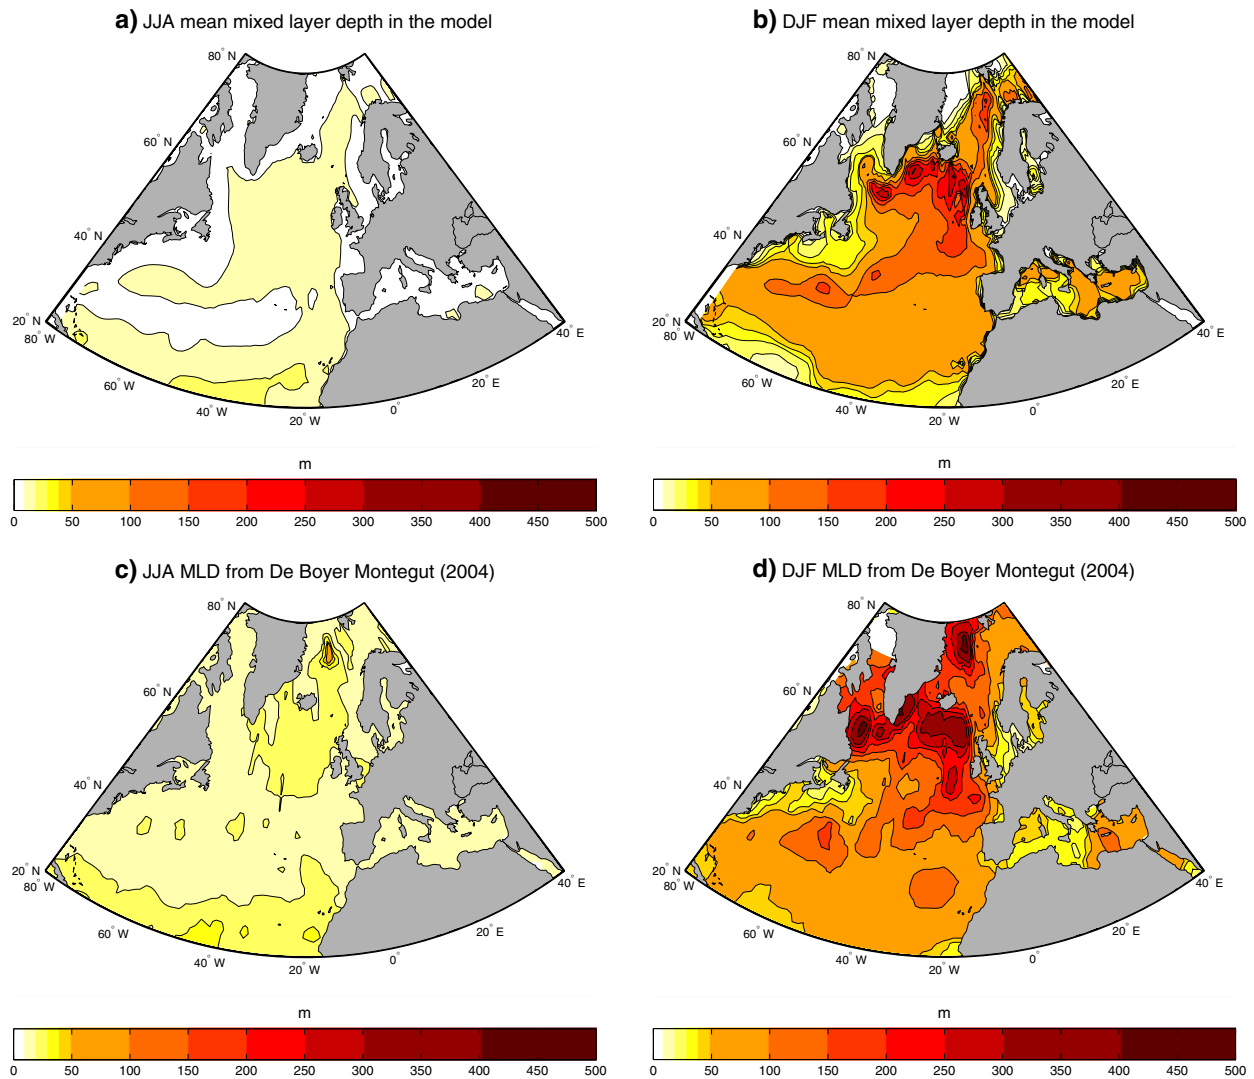 a) JJA mean mixed layer depth in the model
80° N
60° N
40° N
20° N
80° W
60° W
40° W
20° W
0°
20° E
40° E
m
0 50 100 150 200 250 300 350 400 450 500
b) DJF mean mixed layer depth in the model
80° N
60° N
40° N
20° N
80° W
60° W
40° W
20° W
0°
20° E
40° E
m
0 50 100 150 200 250 300 350 400 450 500
c) JJA MLD from De Boyer Montegut (2004)
80° N
60° N
40° N
20° N
80° W
60° W
40° W
20° W
0°
20° E
40° E
m
0 50 100 150 200 250 300 350 400 450 500
d) DJF MLD from De Boyer Montegut (2004)
80° N
60° N
40° N
20° N
80° W
60° W
40° W
20° W
0°
20° E
40° E
m
0 50 100 150 200 250 300 350 400 450 500